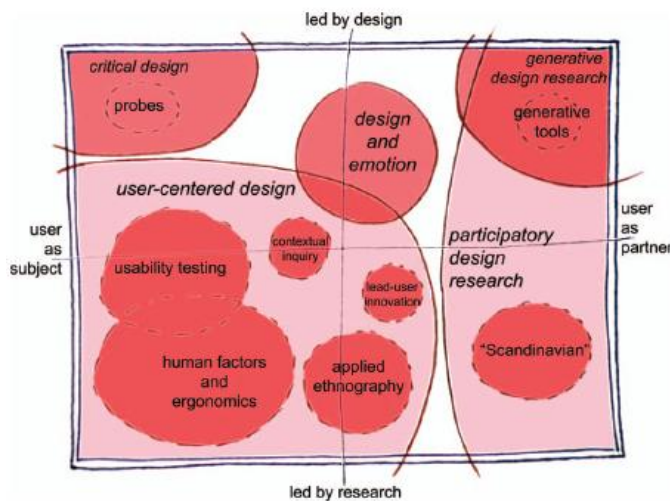 led by design
critical design
probes
design
and
emotion
generative
design research
generative
tools
user-centered design
user
as
subject
usability testing
contextual
inquiry
lead-user
innovation
participatory
design
research
user
as
partner
human factors
and
ergonomics
applied
ethnography
"Scandinavian"
led by research